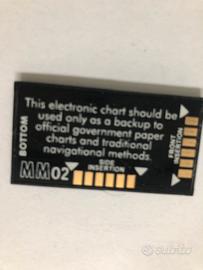 This electronic chart should be
used only as a backup to
official government paper
charts and traditional
navigational methods.
BOTTOM
MM02
SIDE
INSERTION
FRONT
INSERTION
Subito.it